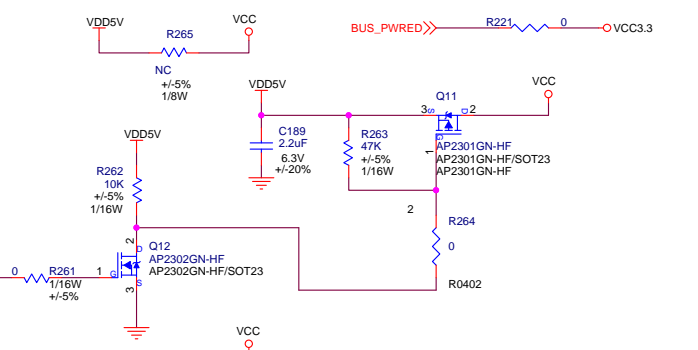 VDD5V
R265
VCC
NC
+/-5%
1/8W
BUS_PWRED
R221
0
VCC3.3
VDD5V
C189
2.2uF
6.3V
+/-20%
R263
47K
+/-5%
1/16W
Q11
3
S
D
2
G
1
VCC
AP2301GN-HF
AP2301GN-HF/SOT23
AP2301GN-HF
VDD5V
R262
10K
+/-5%
1/16W
2
R264
0
R0402
2
D
Q12
AP2302GN-HF
AP2302GN-HF/SOT23
0
R261
1
G
1/16W
+/-5%
S
3
VCC